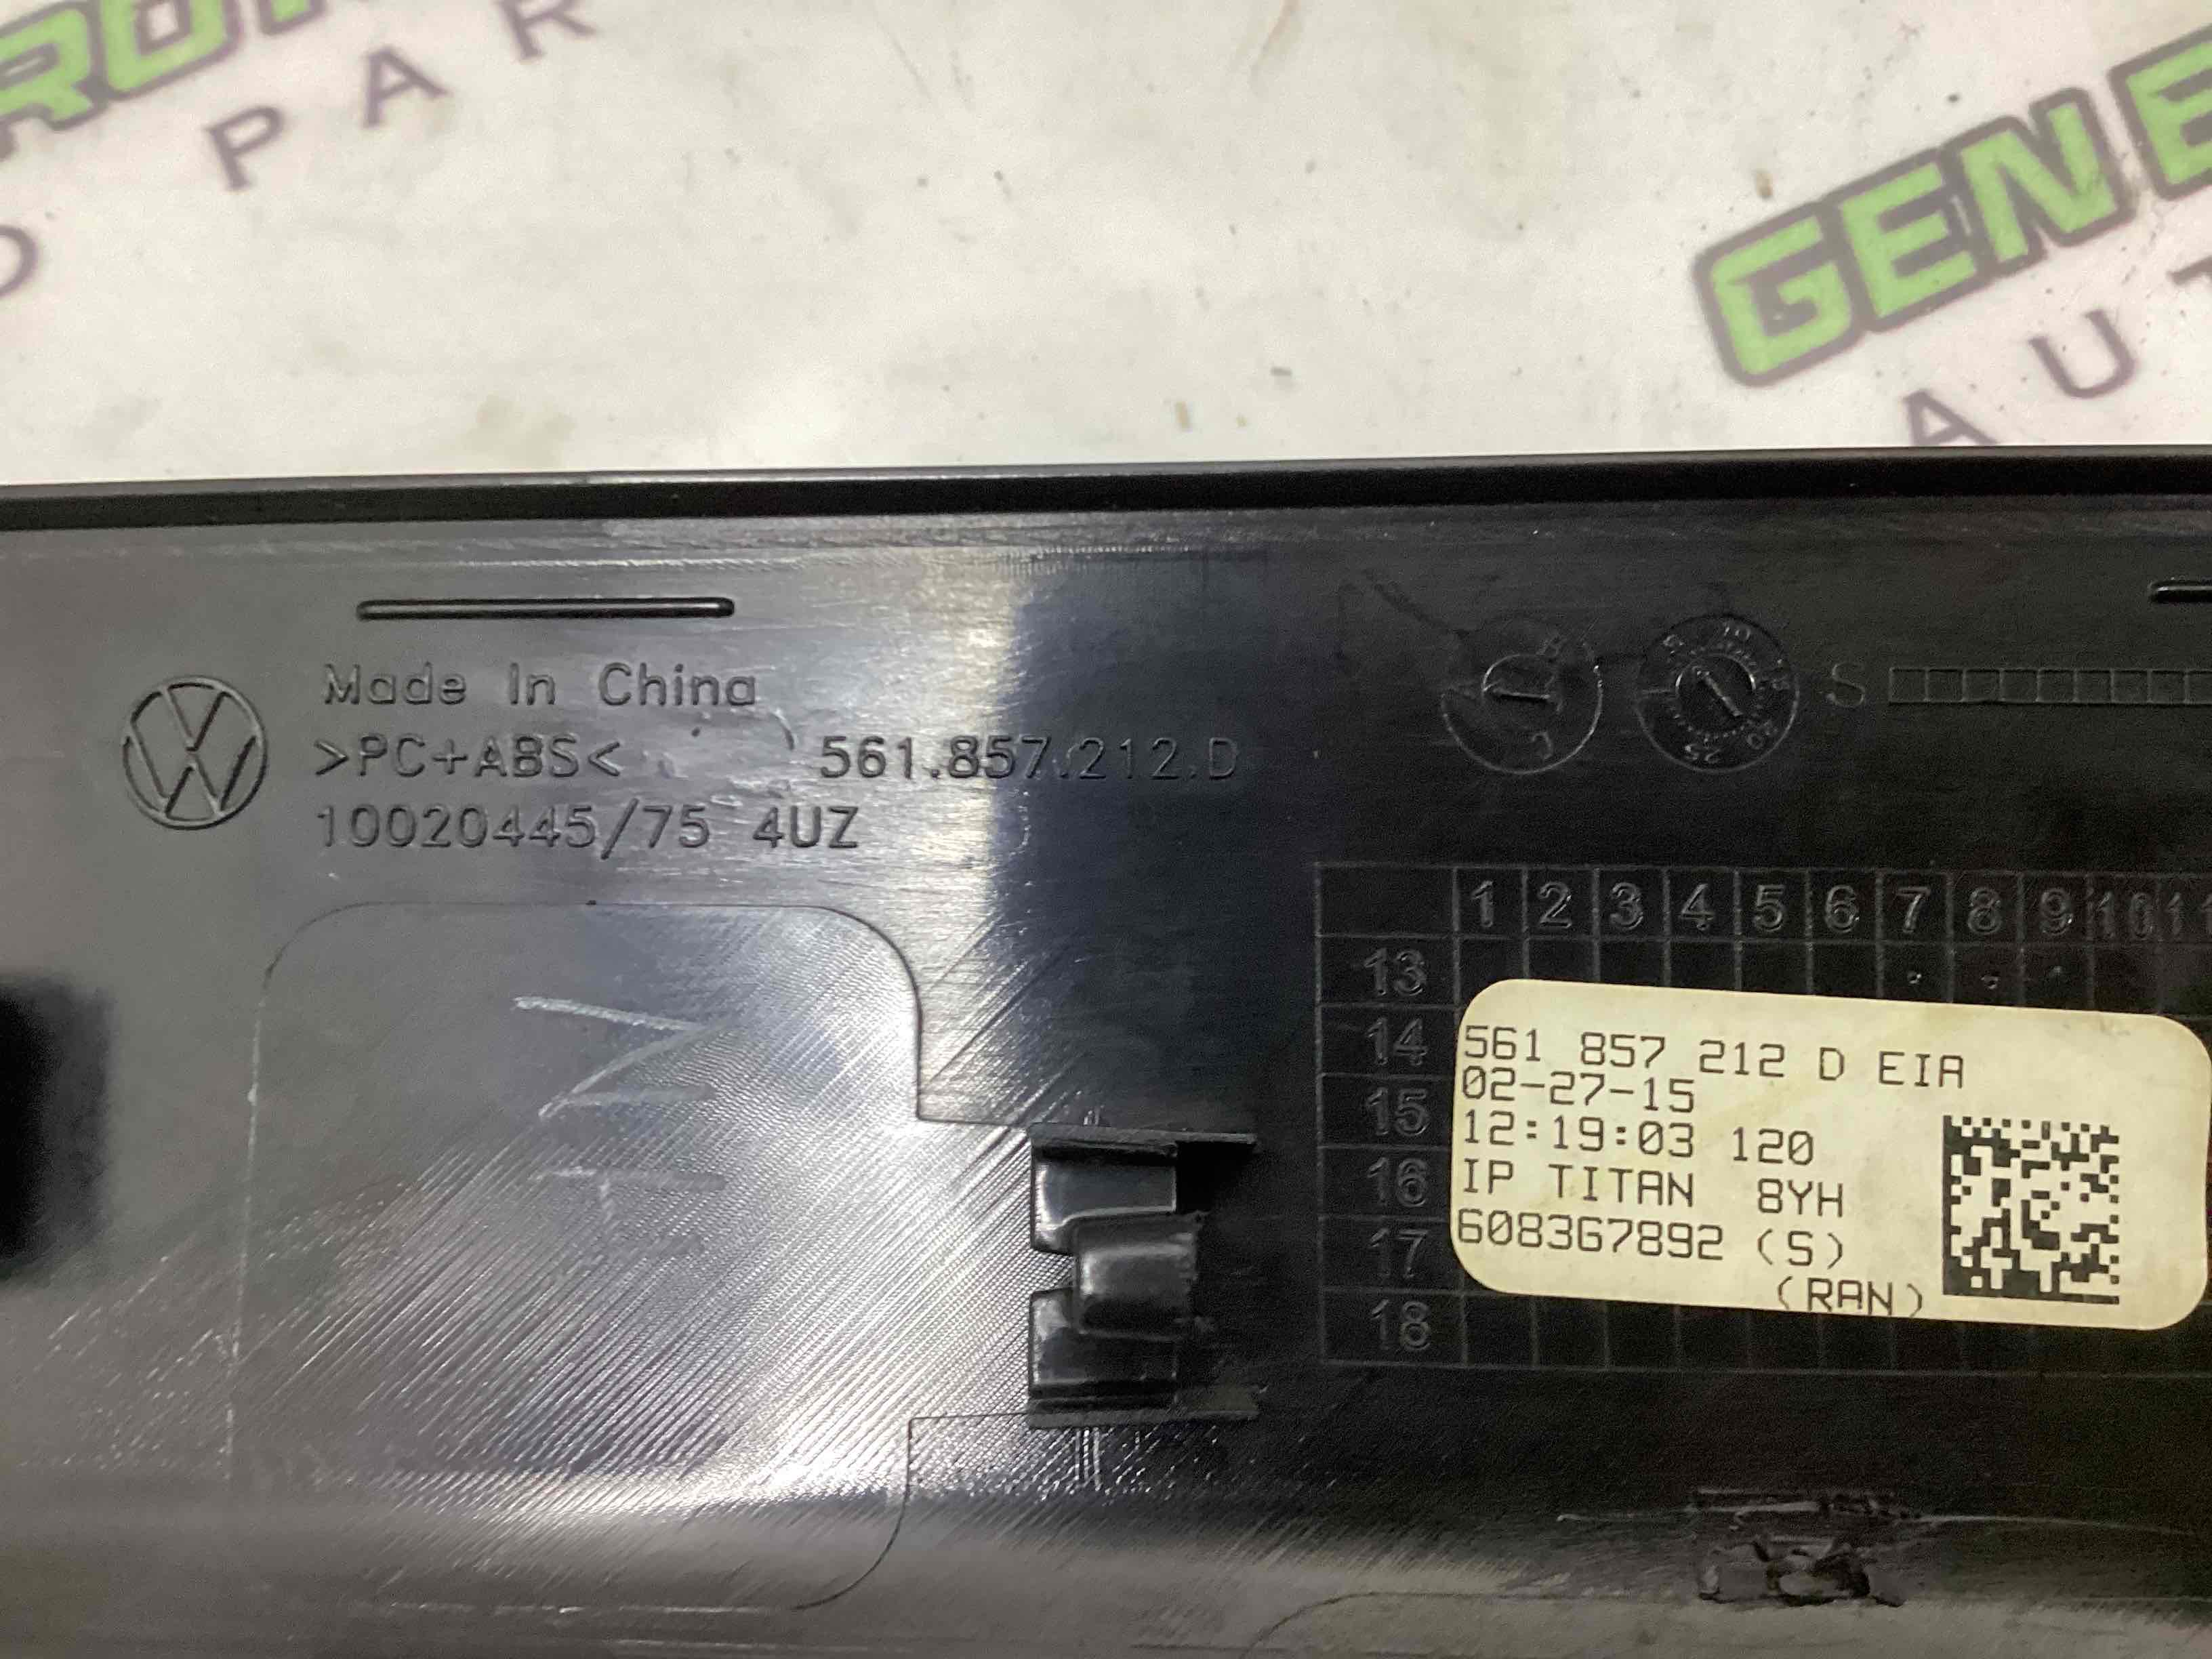 PAR
GENE
AUT
Made In China
>PC+ABS< 561.857.212.D
10020445/75 4UZ
S
1 2 3 4 5 6 7 8 9 10
13
14
15
16
17
18
561 857 212 D EIA
02-27-15
12:19:03 120
IP TITAN 8YH
608367892 (S)
(RAN)